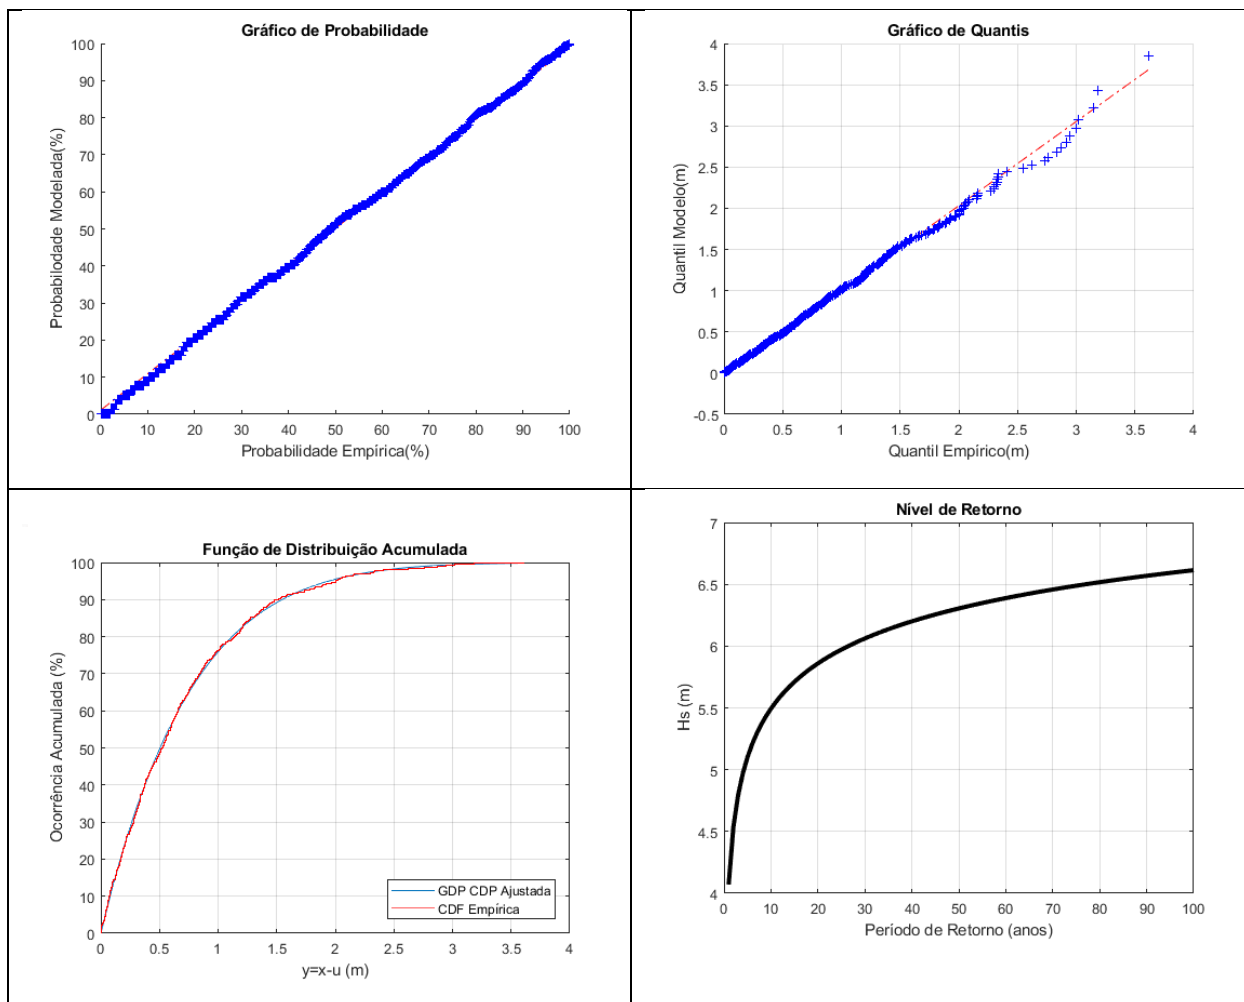 Gráfico de Probabilidade
100
90
80
70
60
50
40
30
20
10
0
Probabilodade Modelada(%)
0 10 20 30 40 50 60 70 80 90 100
Probabilidade Empírica(%)
Gráfico de Quantis
4
3.5
3
2.5
2
1.5
1
0.5
0
-0.5
Quantil Modelo(m)
0 0.5 1 1.5 2 2.5 3 3.5 4
Quantil Empírico(m)
Função de Distribuição Acumulada
100
90
80
70
60
50
40
30
20
10
0
Ocorrência Acumulada (%)
GDP CDP Ajustada
CDF Empírica
0 0.5 1 1.5 2 2.5 3 3.5 4
y=x-u (m)
Nível de Retorno
7
6.5
6
5.5
5
4.5
4
Hs (m)
0 10 20 30 40 50 60 70 80 90 100
Período de Retorno (anos)